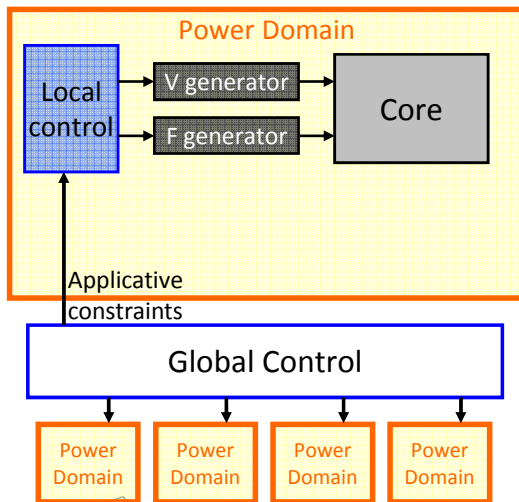 Power Domain
Local
control
V generator
F generator
Core
Applicative
constraints
Global Control
Power
Domain
Power
Domain
Power
Domain
Power
Domain